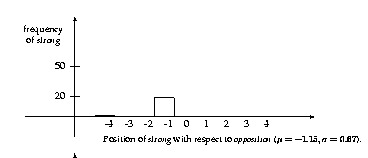 frequency
of strong
50
20
-4 -3 -2 -1 0 1 2 3 4
Position of strong with respect to opposition (μ = −1.15, σ = 0.67).